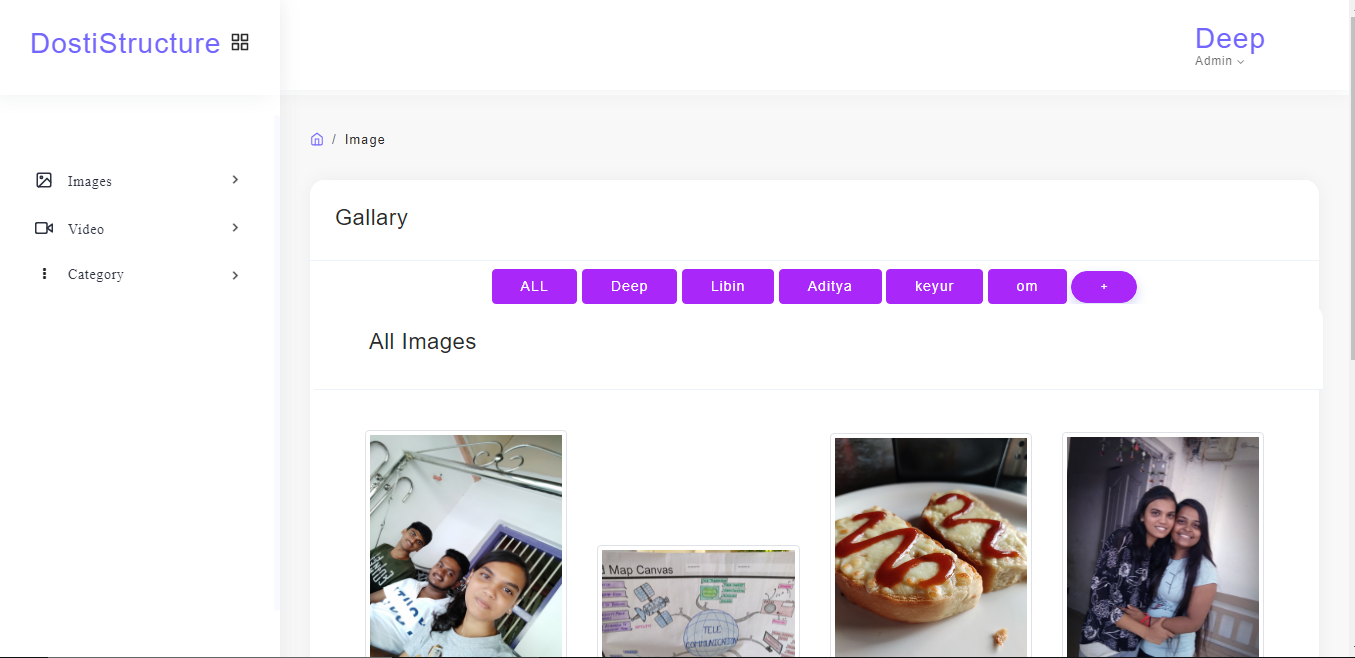 DostiStructure
Deep
Admin
/ Image
Images
Video
Category
Gallary
ALL Deep Libin Aditya keyur om +
All Images
d Map Canvas
TELE
COMMUNICATION